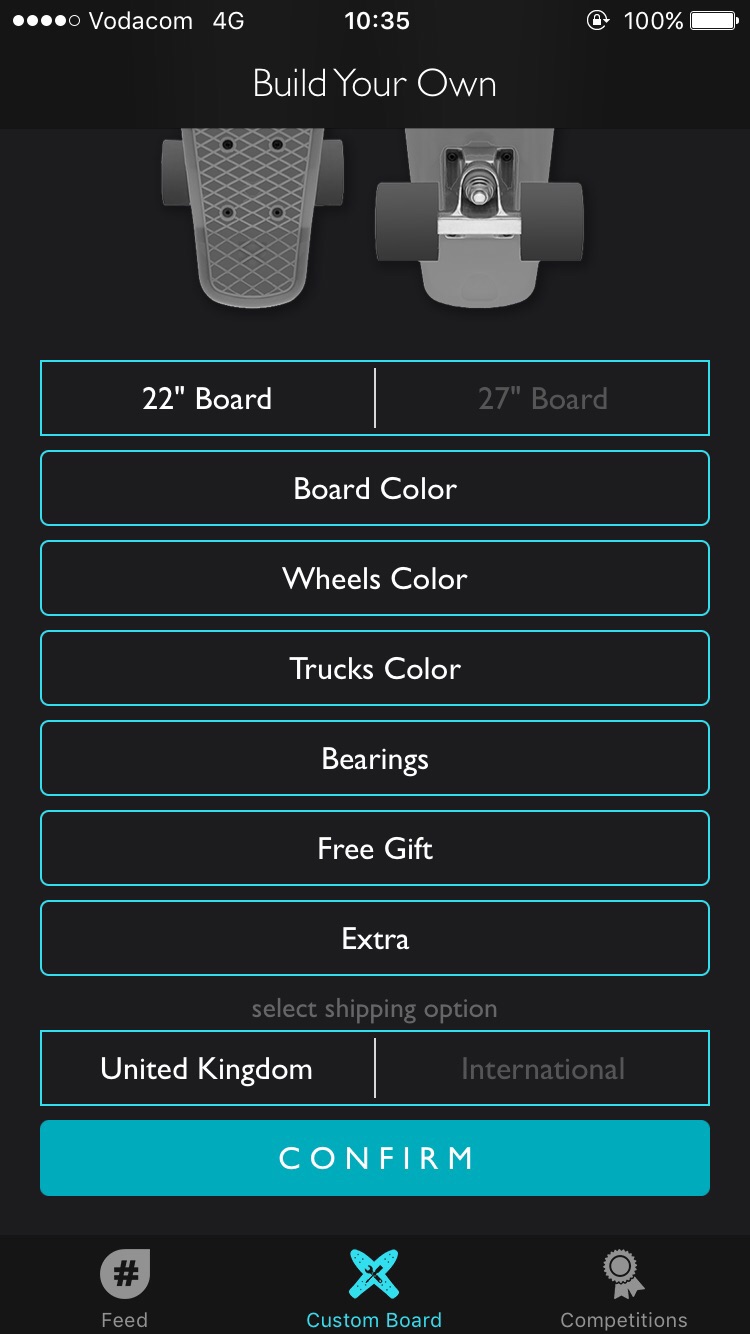 Vodacom 4G 10:35 100%
Build Your Own
22" Board 27" Board
Board Color
Wheels Color
Trucks Color
Bearings
Free Gift
Extra
select shipping option
United Kingdom International
CONFIRM
# Feed Custom Board Competitions